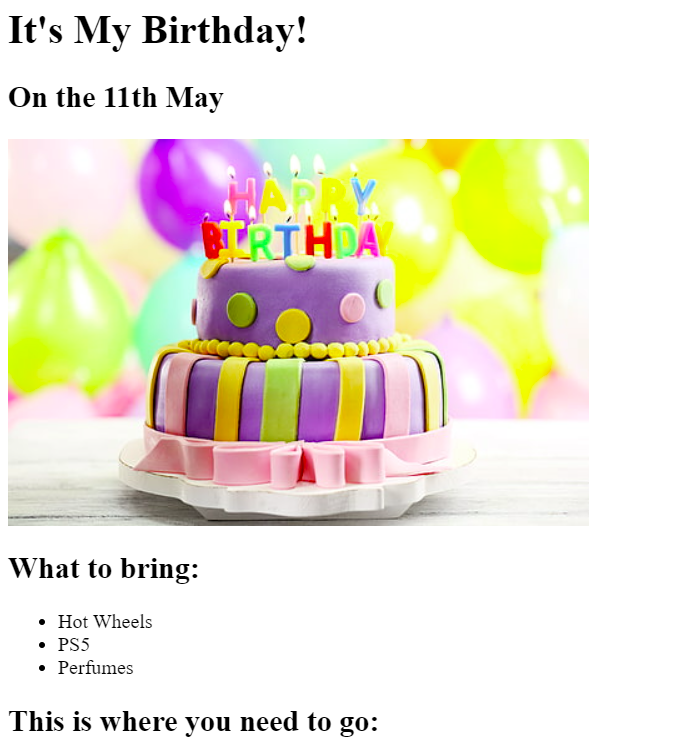 It's My Birthday!
On the 11th May
HAPPY
BIRTHDAY
What to bring:
Hot Wheels
PS5
Perfumes
This is where you need to go: